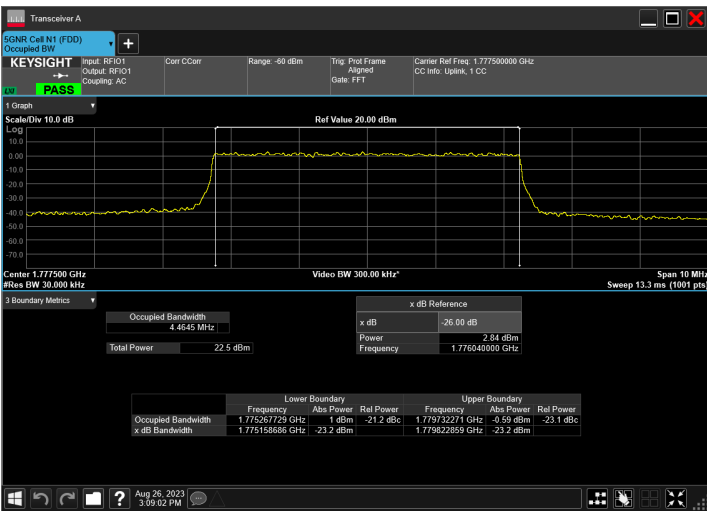 Transceiver A
5GNR Cell N1 (FDD)
Occupied BW
KEYSIGHT
LXI
PASS
Input: RFIO1
Output: RFIO1
Coupling: AC
Corr CCorr
Range: -60 dBm
Trig: Prot Frame
Aligned
Gate: FFT
Carrier Ref Freq: 1.777500000 GHz
CC Info: Uplink, 1 CC
1 Graph
Scale/Div 10.0 dB
Ref Value 20.00 dBm
Log
10.0
0.00
-10.0
-20.0
-30.0
-40.0
-50.0
-60.0
-70.0
Center 1.777500 GHz
Video BW 300.00 kHz*
Span 10 MHz
#Res BW 30.000 kHz
Sweep 13.3 ms (1001 pts)
3 Boundary Metrics
Occupied Bandwidth
4.4645 MHz
Total Power 22.5 dBm
x dB Reference
x dB -26.00 dB
Power 2.84 dBm
Frequency 1.776040000 GHz
Lower Boundary Upper Boundary
Frequency Abs Power Rel Power Frequency Abs Power Rel Power
Occupied Bandwidth 1.775267729 GHz 1 dBm -21.2 dBc 1.779732271 GHz -0.59 dBm -23.1 dBc
x dB Bandwidth 1.775158686 GHz -23.2 dBm 1.779822859 GHz -23.2 dBm
?
Aug 26, 2023
3:09:02 PM